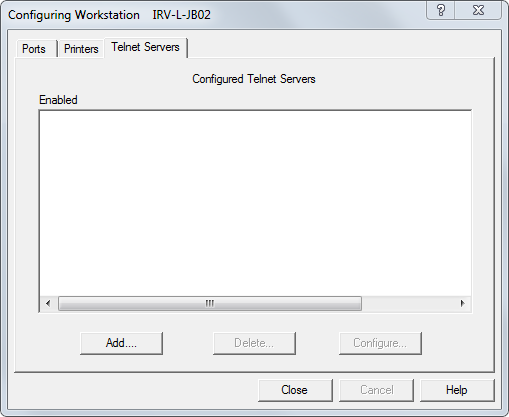 Configuring Workstation IRV-L-JB02
?
Ports Printers Telnet Servers
Configured Telnet Servers
Enabled
Add.... Delete... Configure...
Close Cancel Help